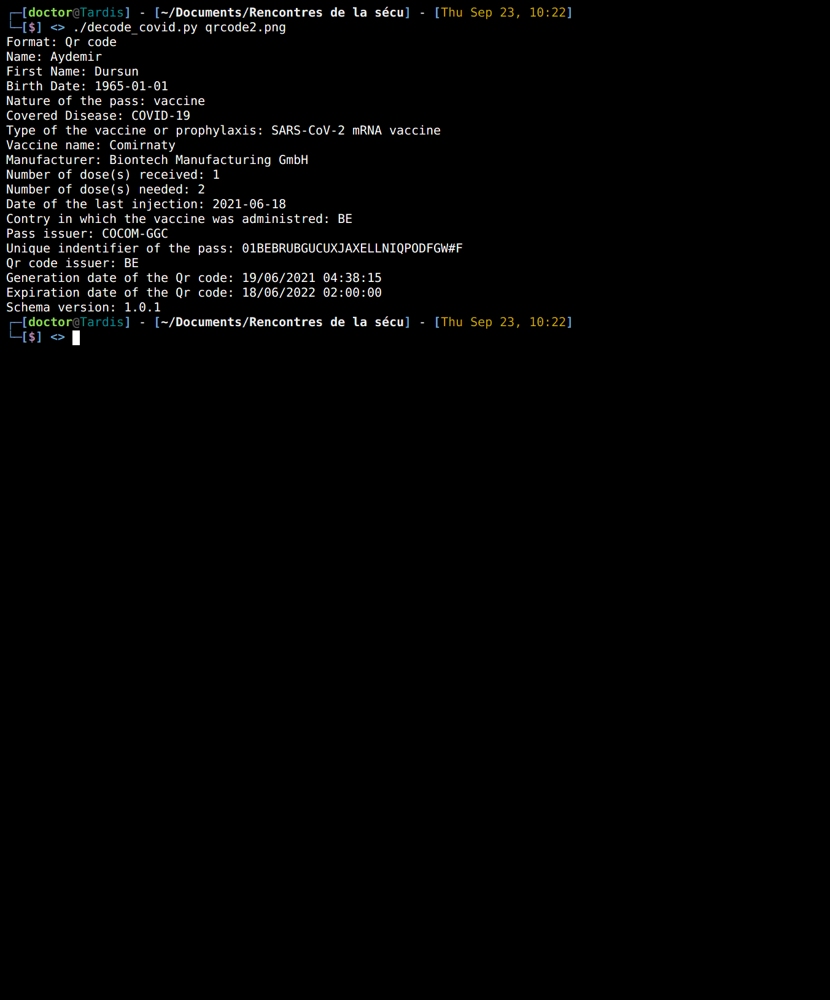 ┌─[doctor@Tardis] - [~/Documents/Rencontres de la sécu] - [Thu Sep 23, 10:22]
└─[$] <> ./decode_covid.py qrcode2.png
Format: Qr code
Name: Aydemir
First Name: Dursun
Birth Date: 1965-01-01
Nature of the pass: vaccine
Covered Disease: COVID-19
Type of the vaccine or prophylaxis: SARS-CoV-2 mRNA vaccine
Vaccine name: Comirnaty
Manufacturer: Biontech Manufacturing GmbH
Number of dose(s) received: 1
Number of dose(s) needed: 2
Date of the last injection: 2021-06-18
Contry in which the vaccine was administred: BE
Pass issuer: COCOM-GGC
Unique indentifier of the pass: 01BEBRUBGUCUXJAXELLNIQPODFGW#F
Qr code issuer: BE
Generation date of the Qr code: 19/06/2021 04:38:15
Expiration date of the Qr code: 18/06/2022 02:00:00
Schema version: 1.0.1
┌─[doctor@Tardis] - [~/Documents/Rencontres de la sécu] - [Thu Sep 23, 10:22]
└─[$] <>